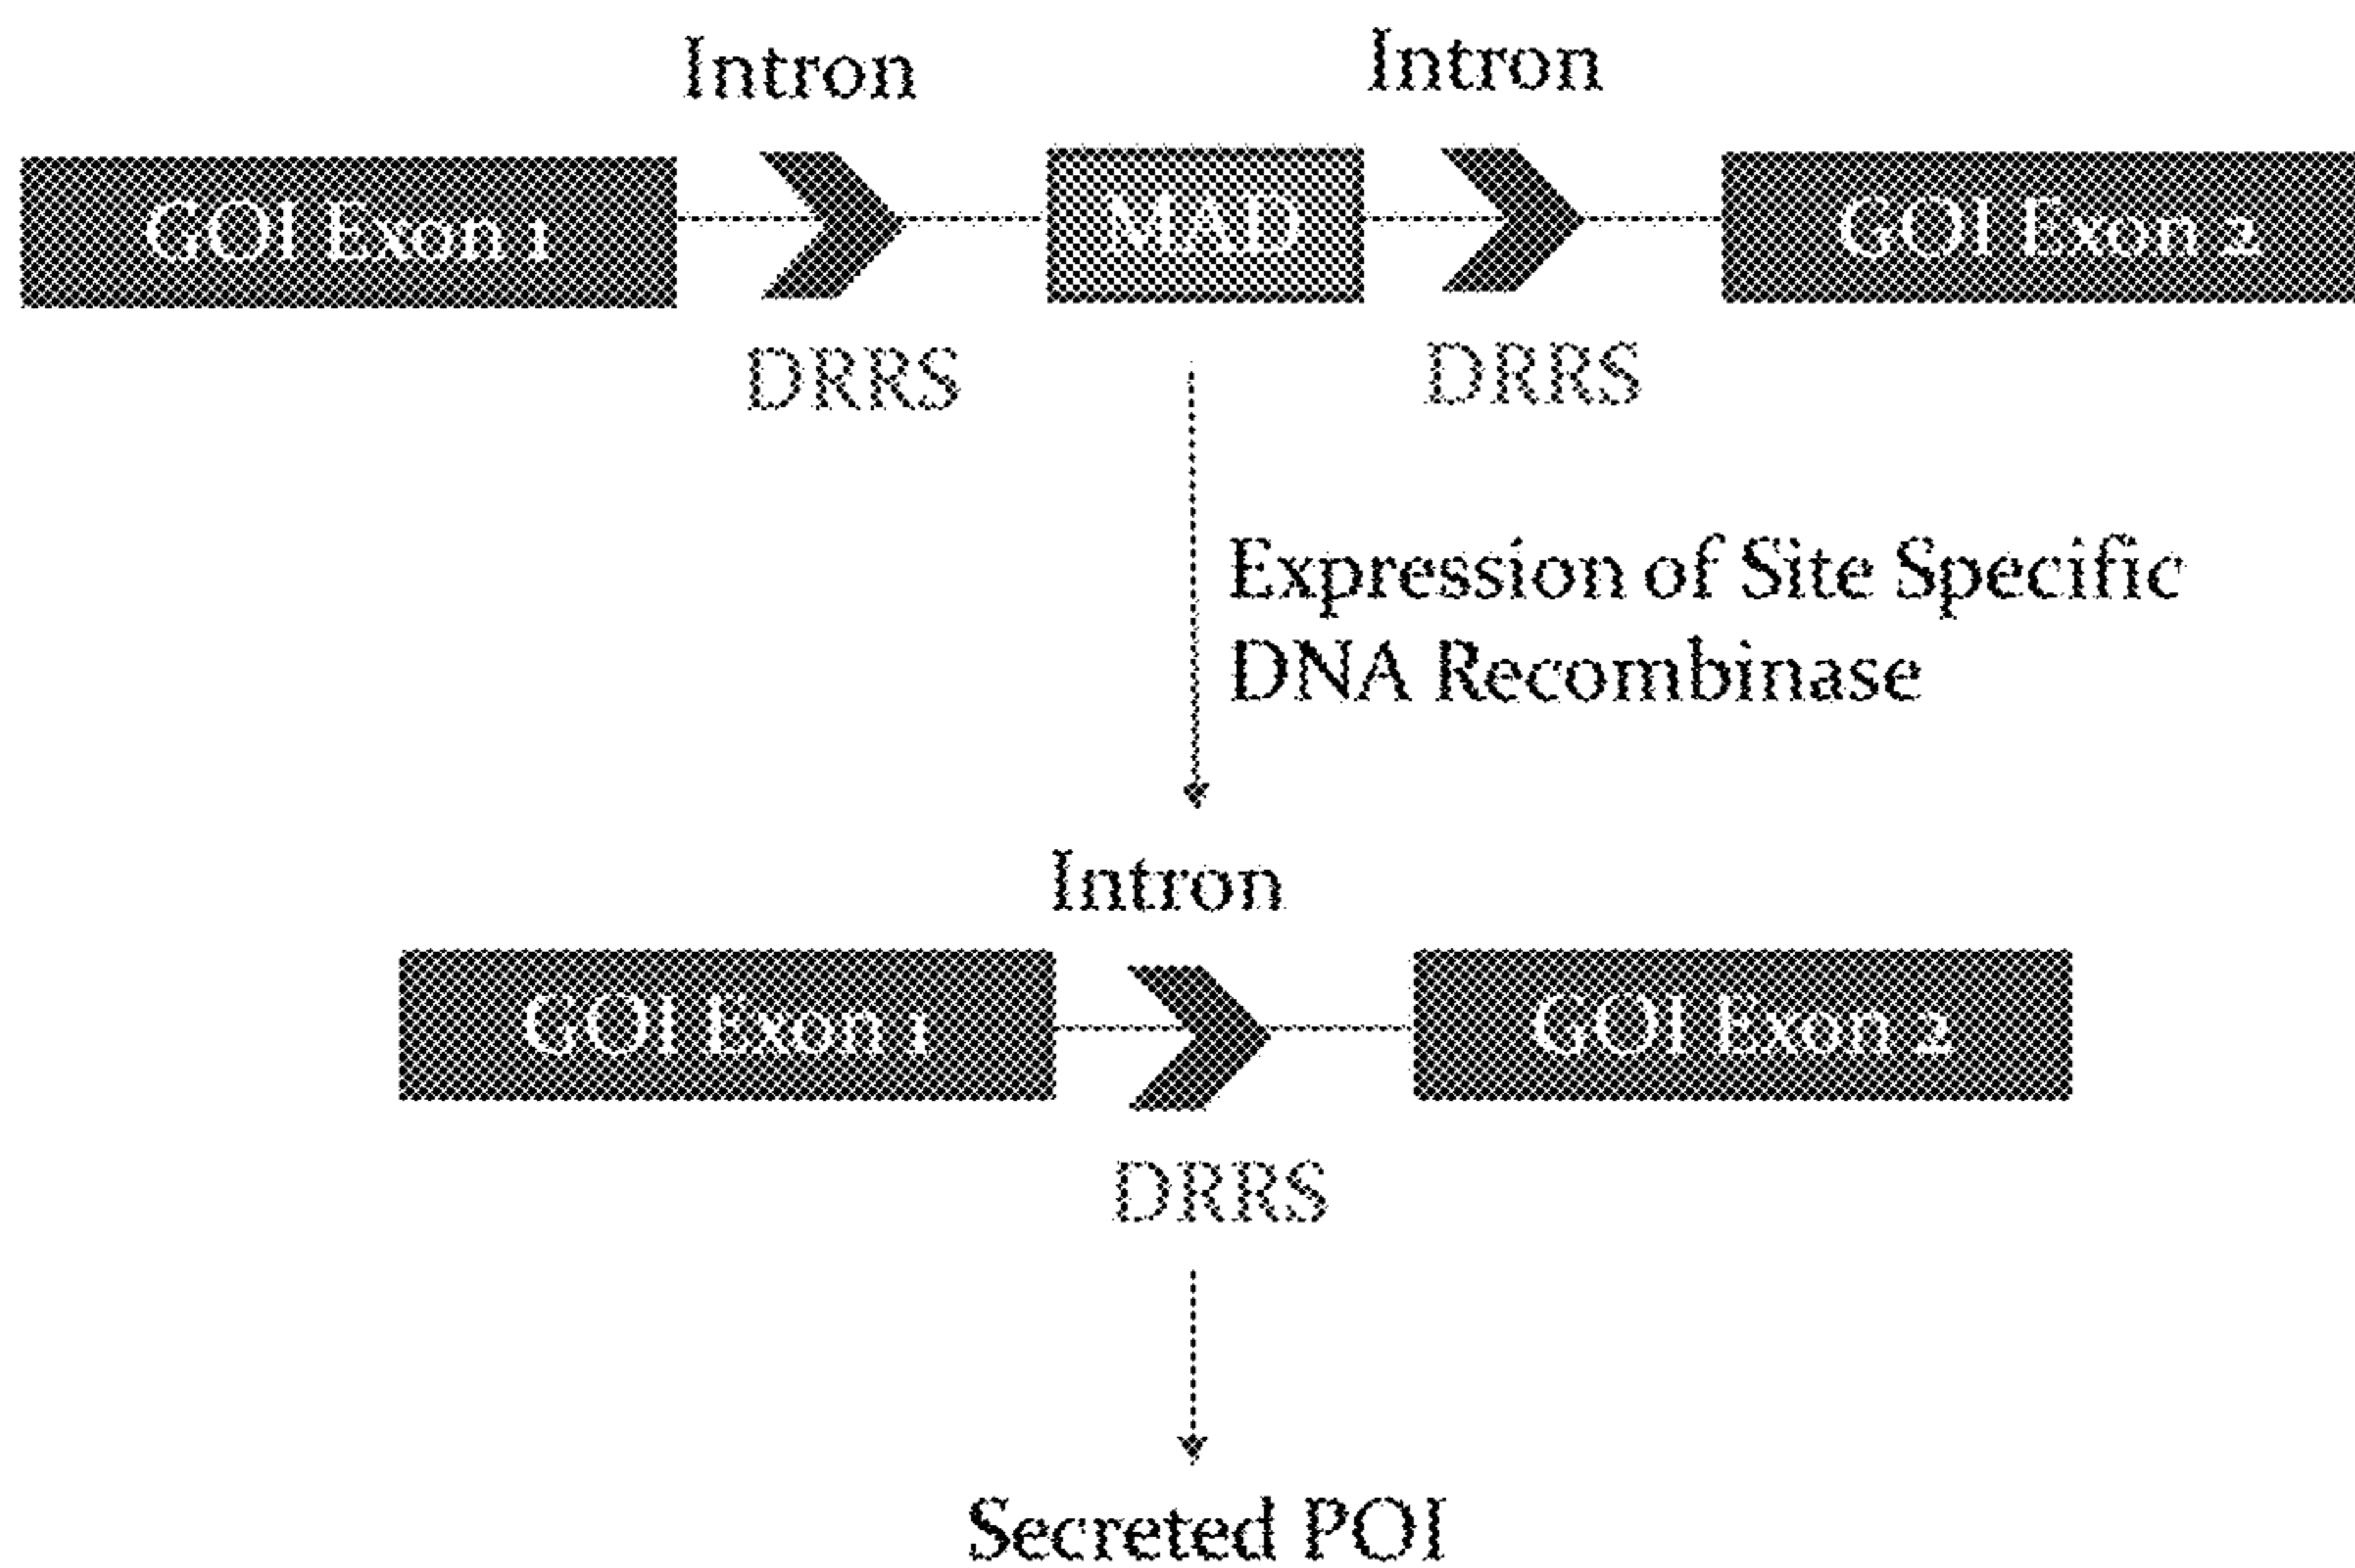 Intron Intron
GOI Exon 1 MAD GOI Exon 2
DRRS DRRS
Expression of Site Specific
DNA Recombinase
Intron
GOI Exon 1 GOI Exon 2
DRRS
Secreted POI